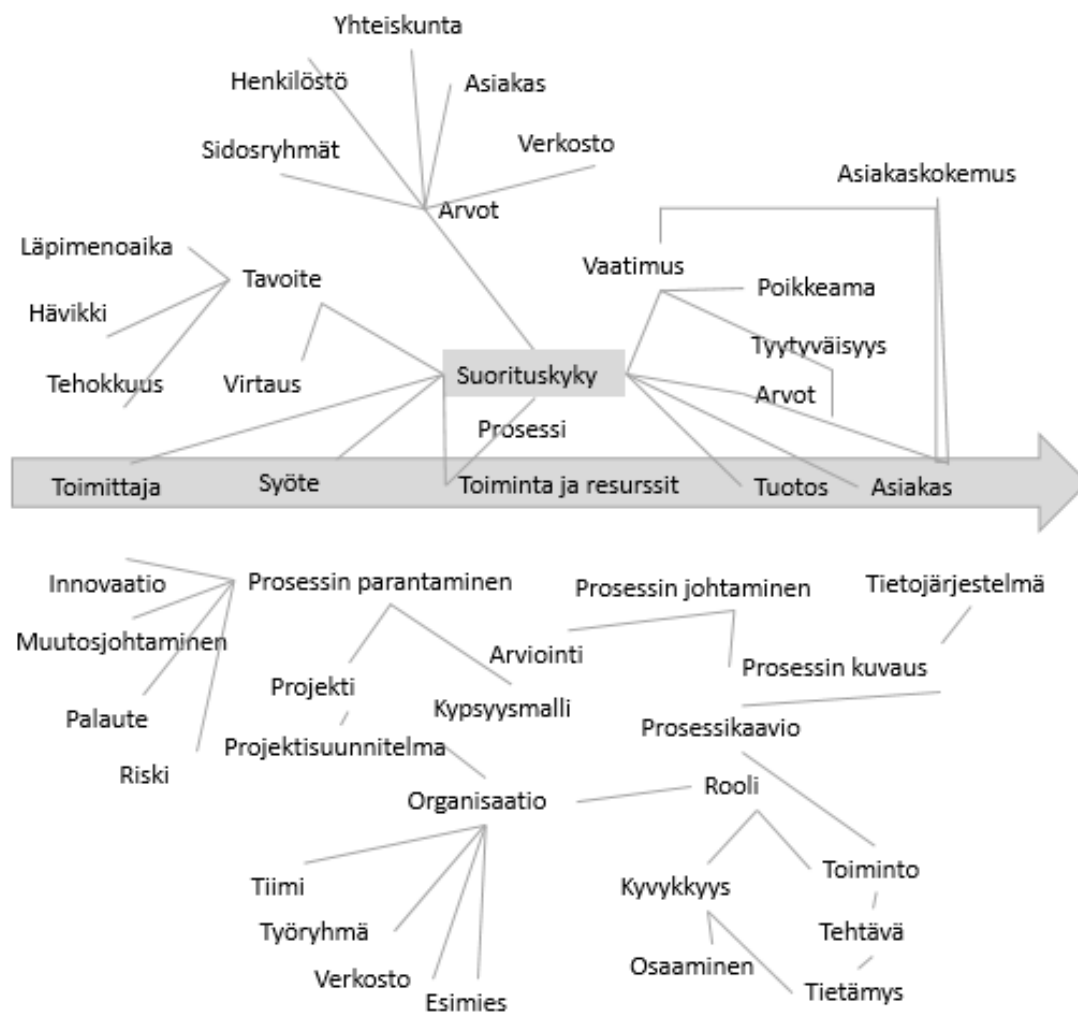 Yhteiskunta
Henkilöstö
Asiakas
Sidosryhmät
Verkosto
Asiakaskokemus
Arvot
Läpimenoaika
Tavoite
Vaatimus
Hävikki
Poikkeama
Tyytyväisyys
Tehokkuus
Virtaus
Suorituskyky
Arvot
Prosessi
Toimittaja
Syöte
Toiminta ja resurssit
Tuotos
Asiakas
Innovaatio
Prosessin parantaminen
Prosessin johtaminen
Tietojärjestelmä
Muutosjohtaminen
Arviointi
Prosessin kuvaus
Projekti
Kypsyysmalli
Palaute
Projektisuunnitelma
Prosessikaavio
Riski
Organisaatio
Rooli
Tiimi
Kyvykkyys
Toiminto
Työryhmä
Tehtävä
Verkosto
Osaaminen
Esimies
Tietämys